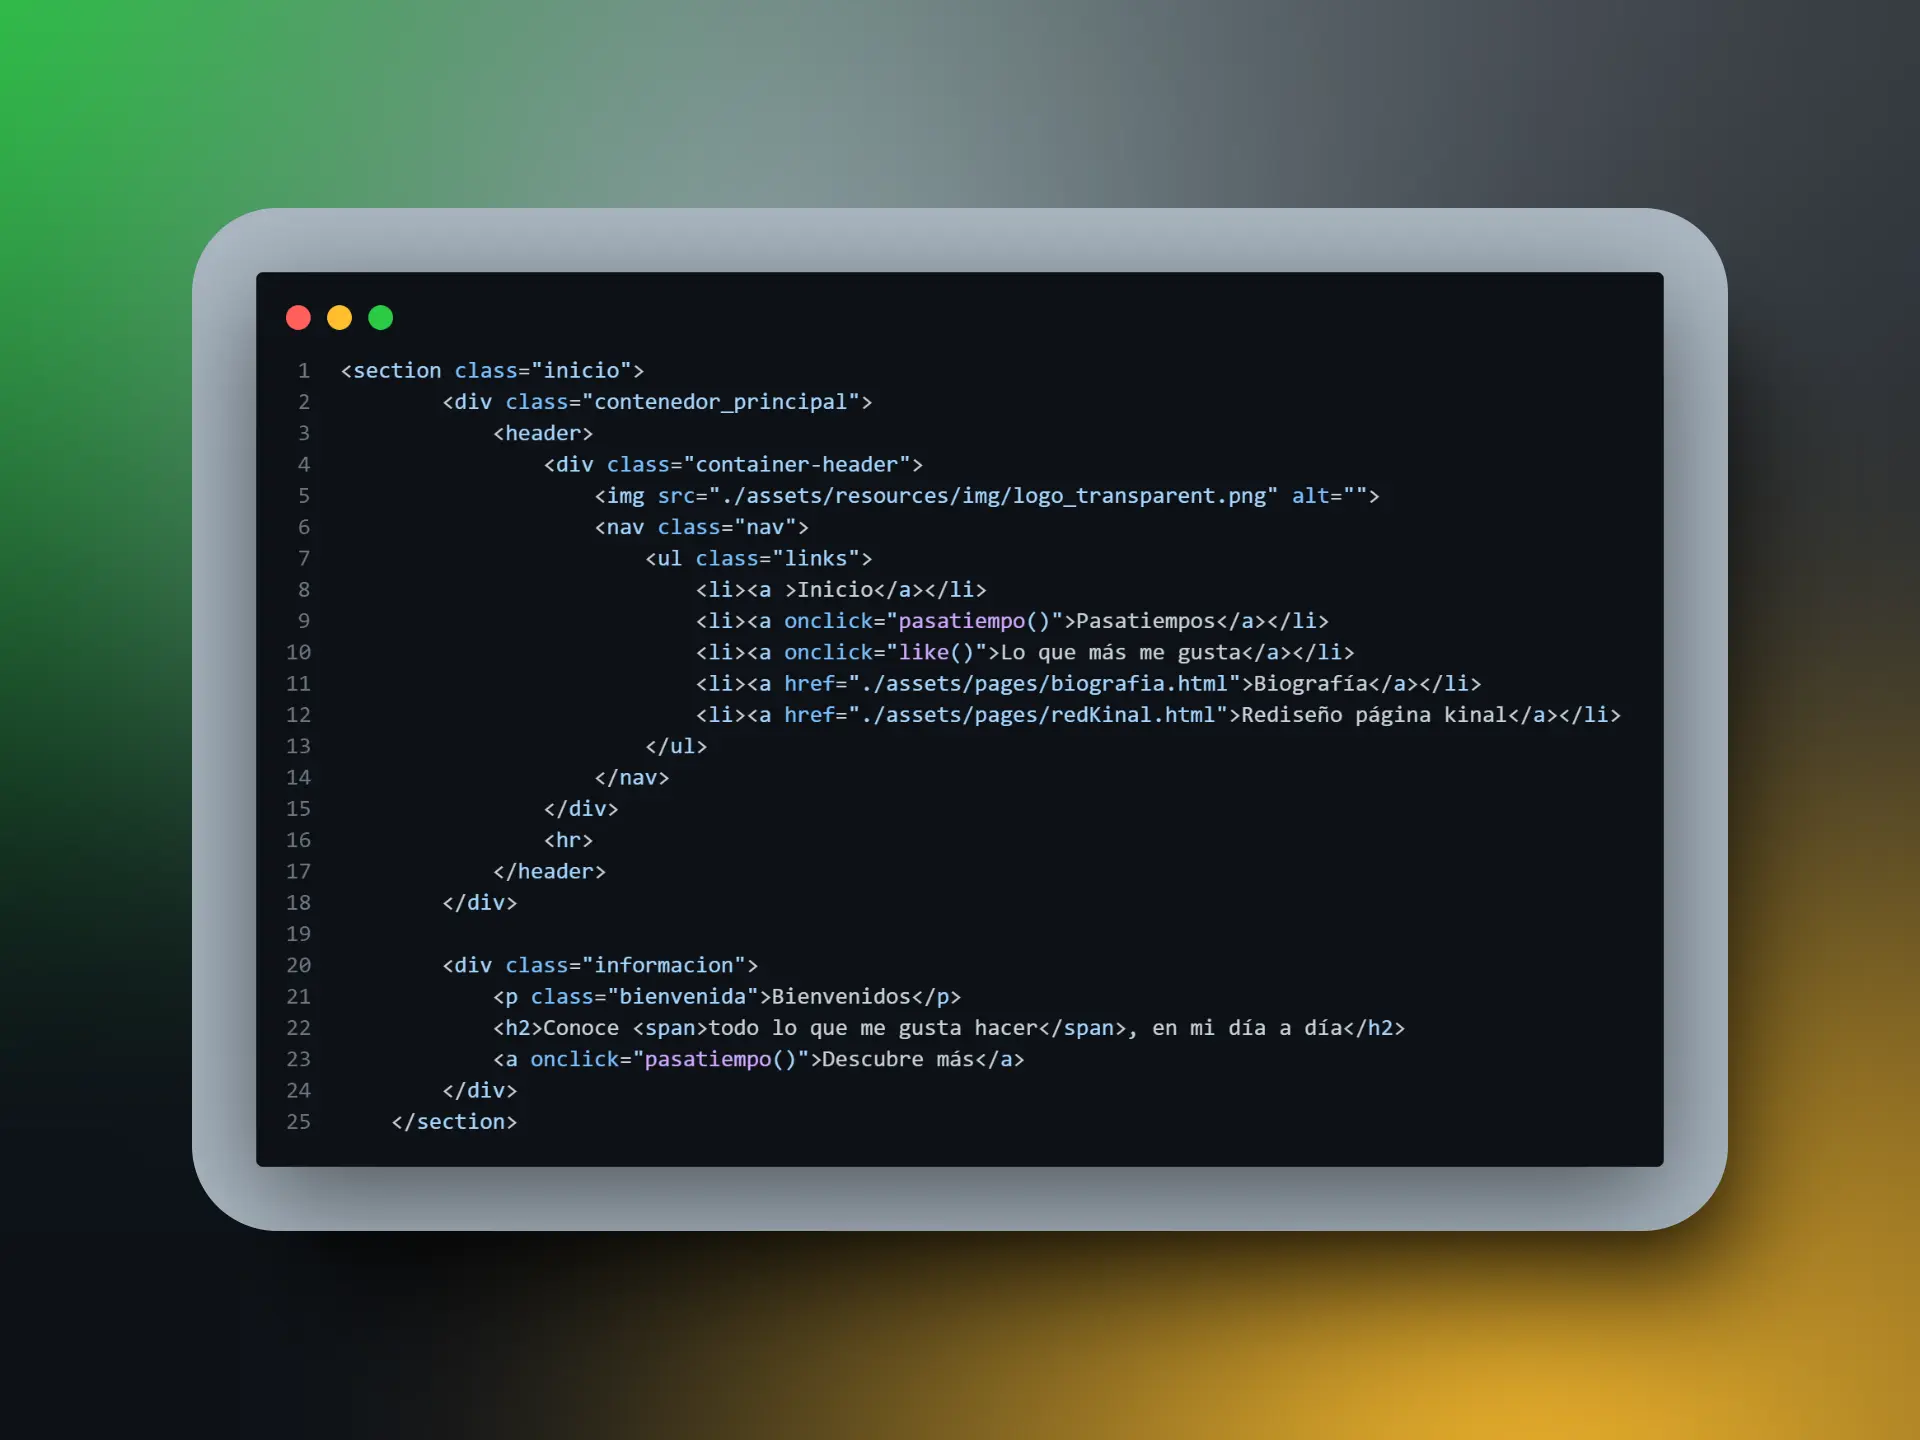 1 <section class="inicio">
2         <div class="contenedor_principal">
3             <header>
4                 <div class="container-header">
5                     <img src="./assets/resources/img/logo_transparent.png" alt="">
6                     <nav class="nav">
7                         <ul class="links">
8                             <li><a >Inicio</a></li>
9                             <li><a onclick="pasatiempo()">Pasatiempos</a></li>
10                             <li><a onclick="like()">Lo que más me gusta</a></li>
11                             <li><a href="./assets/pages/biografia.html">Biografía</a></li>
12                             <li><a href="./assets/pages/redKinal.html">Rediseño página kinal</a></li>
13                         </ul>
14                     </nav>
15                 </div>
16                 <hr>
17             </header>
18         </div>
19
20         <div class="informacion">
21             <p class="bienvenida">Bienvenidos</p>
22             <h2>Conoce <span>todo lo que me gusta hacer</span>, en mi día a día</h2>
23             <a onclick="pasatiempo()">Descubre más</a>
24         </div>
25     </section>